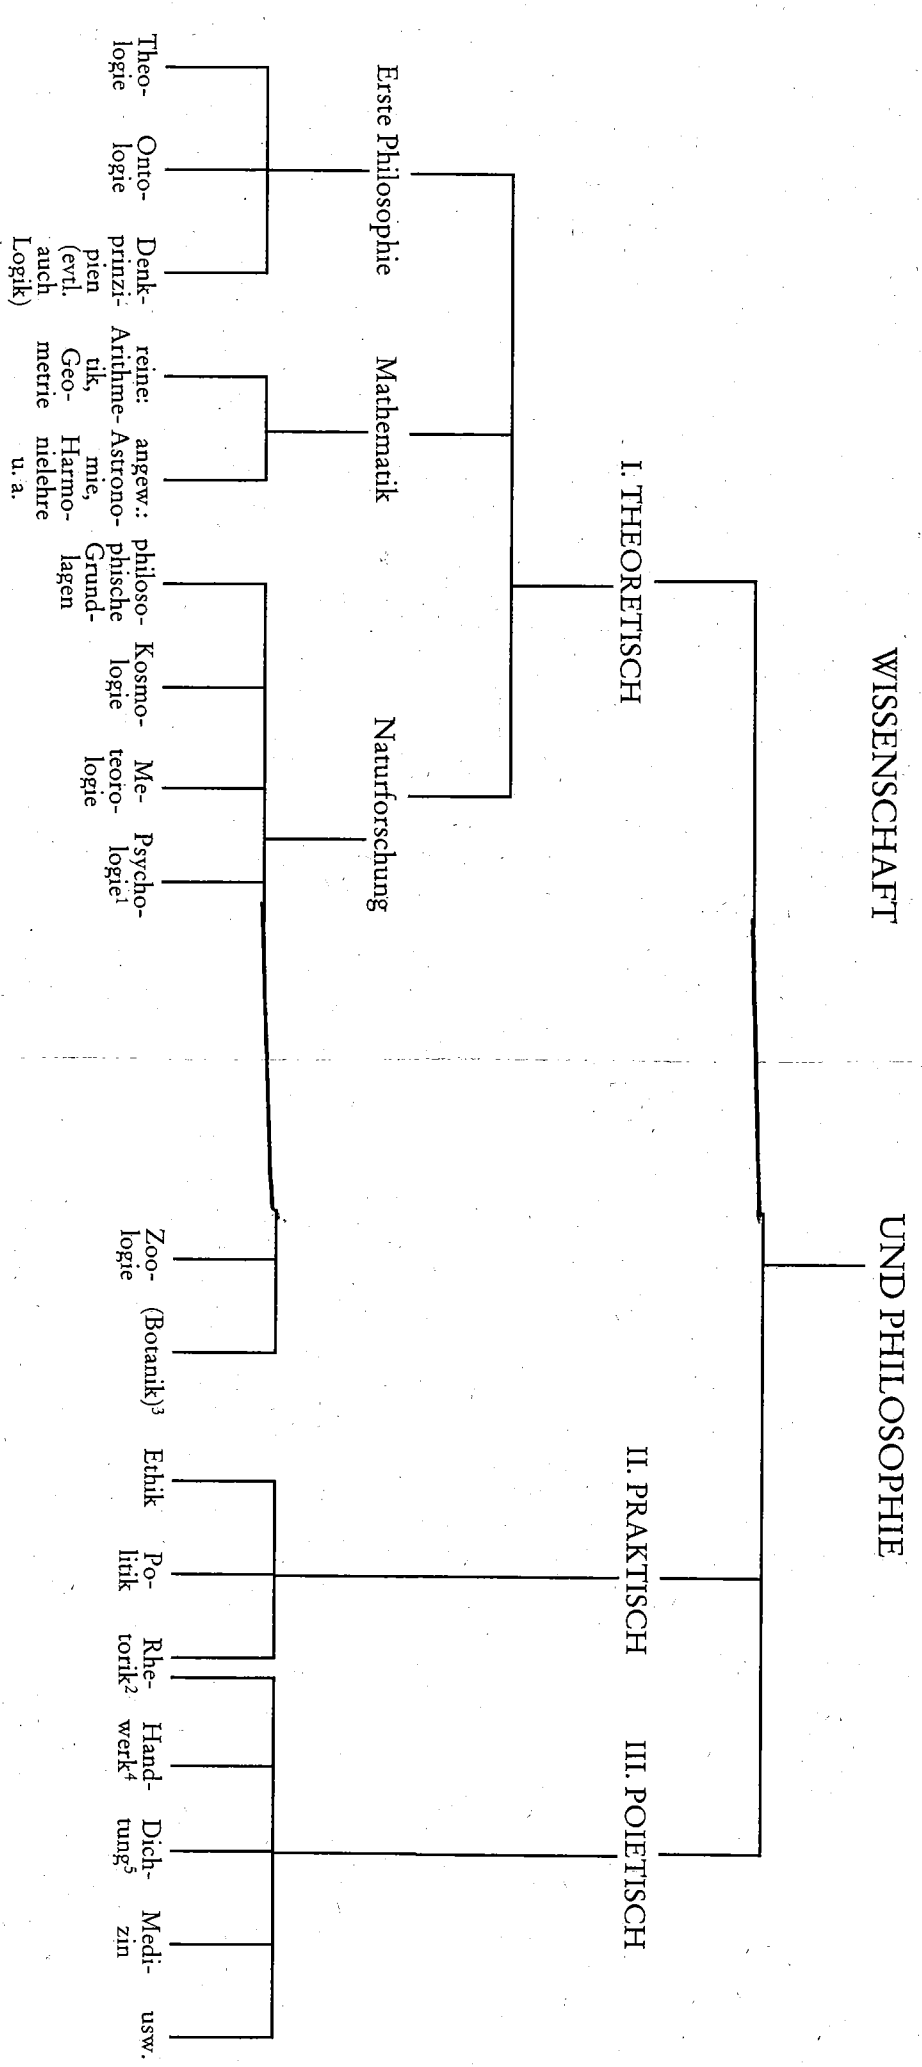 WISSENSCHAFT UND PHILOSOPHIE
I. THEORETISCH
II. PRAKTISCH
III. POIETISCH
Erste Philosophie
Mathematik
Naturforschung
Theo-
logie
Onto-
logie
Denk-
prinzi-
pien
(evtl.
auch
Logik)
reine:
Arithme-
tik,
Geo-
metrie
angew.:
Astrono-
mie,
Harmo-
nielehre
u. a.
philoso-
phische
Grund-
lagen
Kosmo-
logie
Me-
teoro-
logie
Psycho-
logie¹
Zoo-
logie
(Botanik)³
Ethik
Po-
litik
Rhe-
torik²
Hand-
werk⁴
Dich-
tung⁵
Medi-
zin
usw.